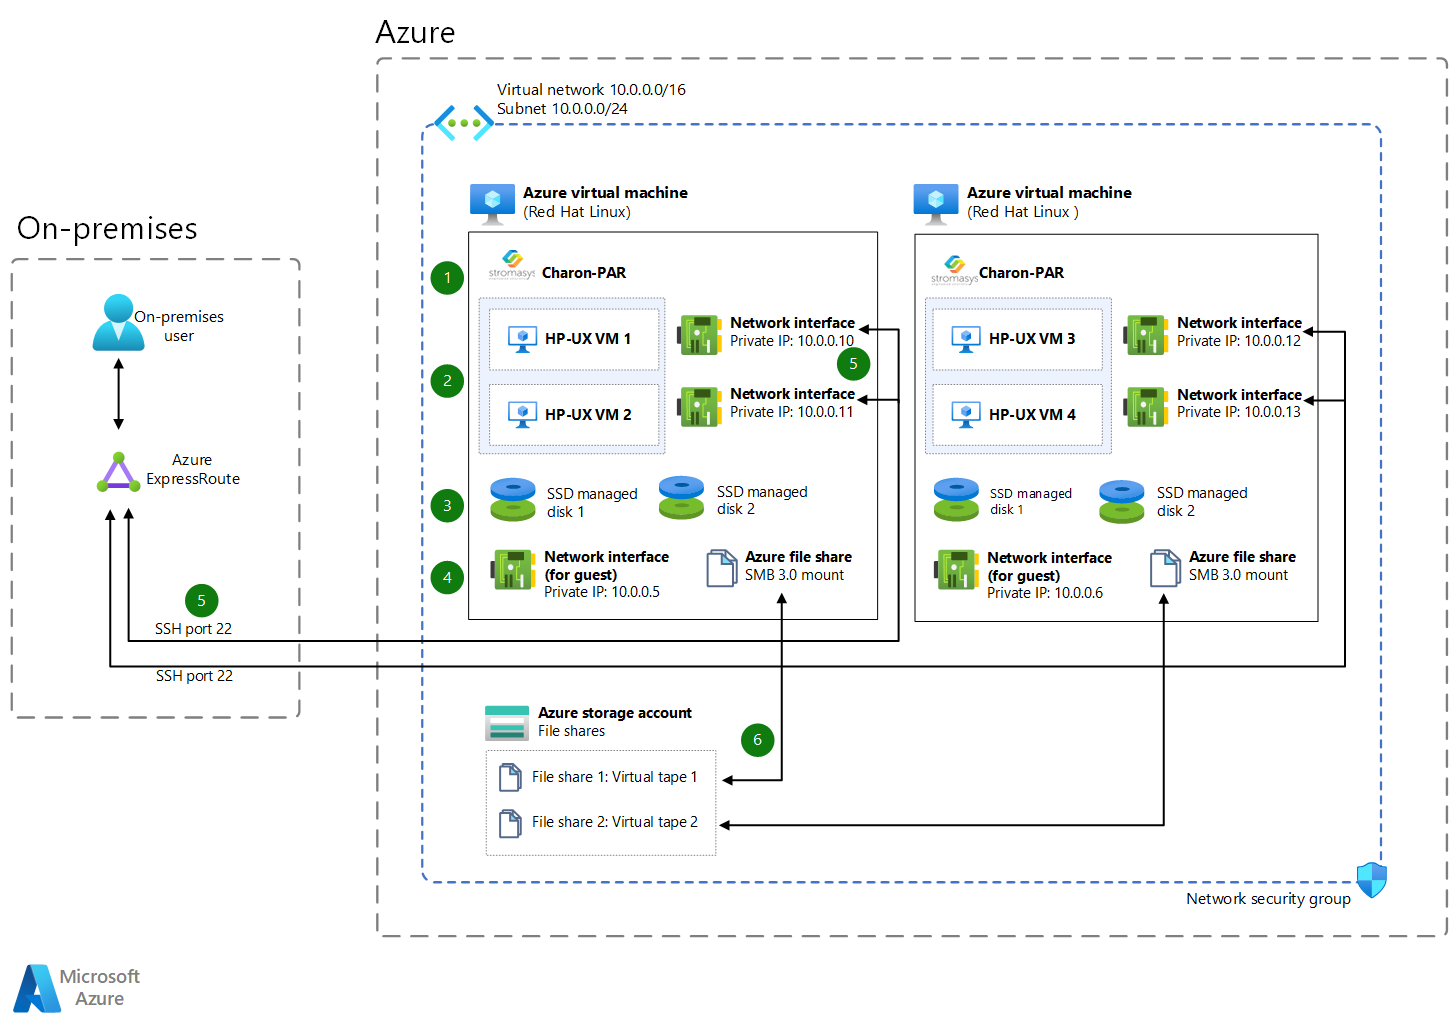 Azure
Virtual network 10.0.0.0/16
Subnet 10.0.0.0/24
On-premises
On-premises
user
Azure
ExpressRoute
5
SSH port 22
SSH port 22
Azure virtual machine
(Red Hat Linux)
1
stromasys
Charon-PAR
2
HP-UX VM 1
HP-UX VM 2
Network interface
Private IP: 10.0.0.10
5
Network interface
Private IP: 10.0.0.11
3
SSD managed
disk 1
SSD managed
disk 2
4
Network interface
(for guest)
Private IP: 10.0.0.5
Azure file share
SMB 3.0 mount
Azure virtual machine
(Red Hat Linux )
stromasys
Charon-PAR
HP-UX VM 3
HP-UX VM 4
Network interface
Private IP: 10.0.0.12
Network interface
Private IP: 10.0.0.13
SSD managed
disk 1
SSD managed
disk 2
Network interface
(for guest)
Private IP: 10.0.0.6
Azure file share
SMB 3.0 mount
Azure storage account
File shares
6
File share 1: Virtual tape 1
File share 2: Virtual tape 2
Network security group
Microsoft
Azure